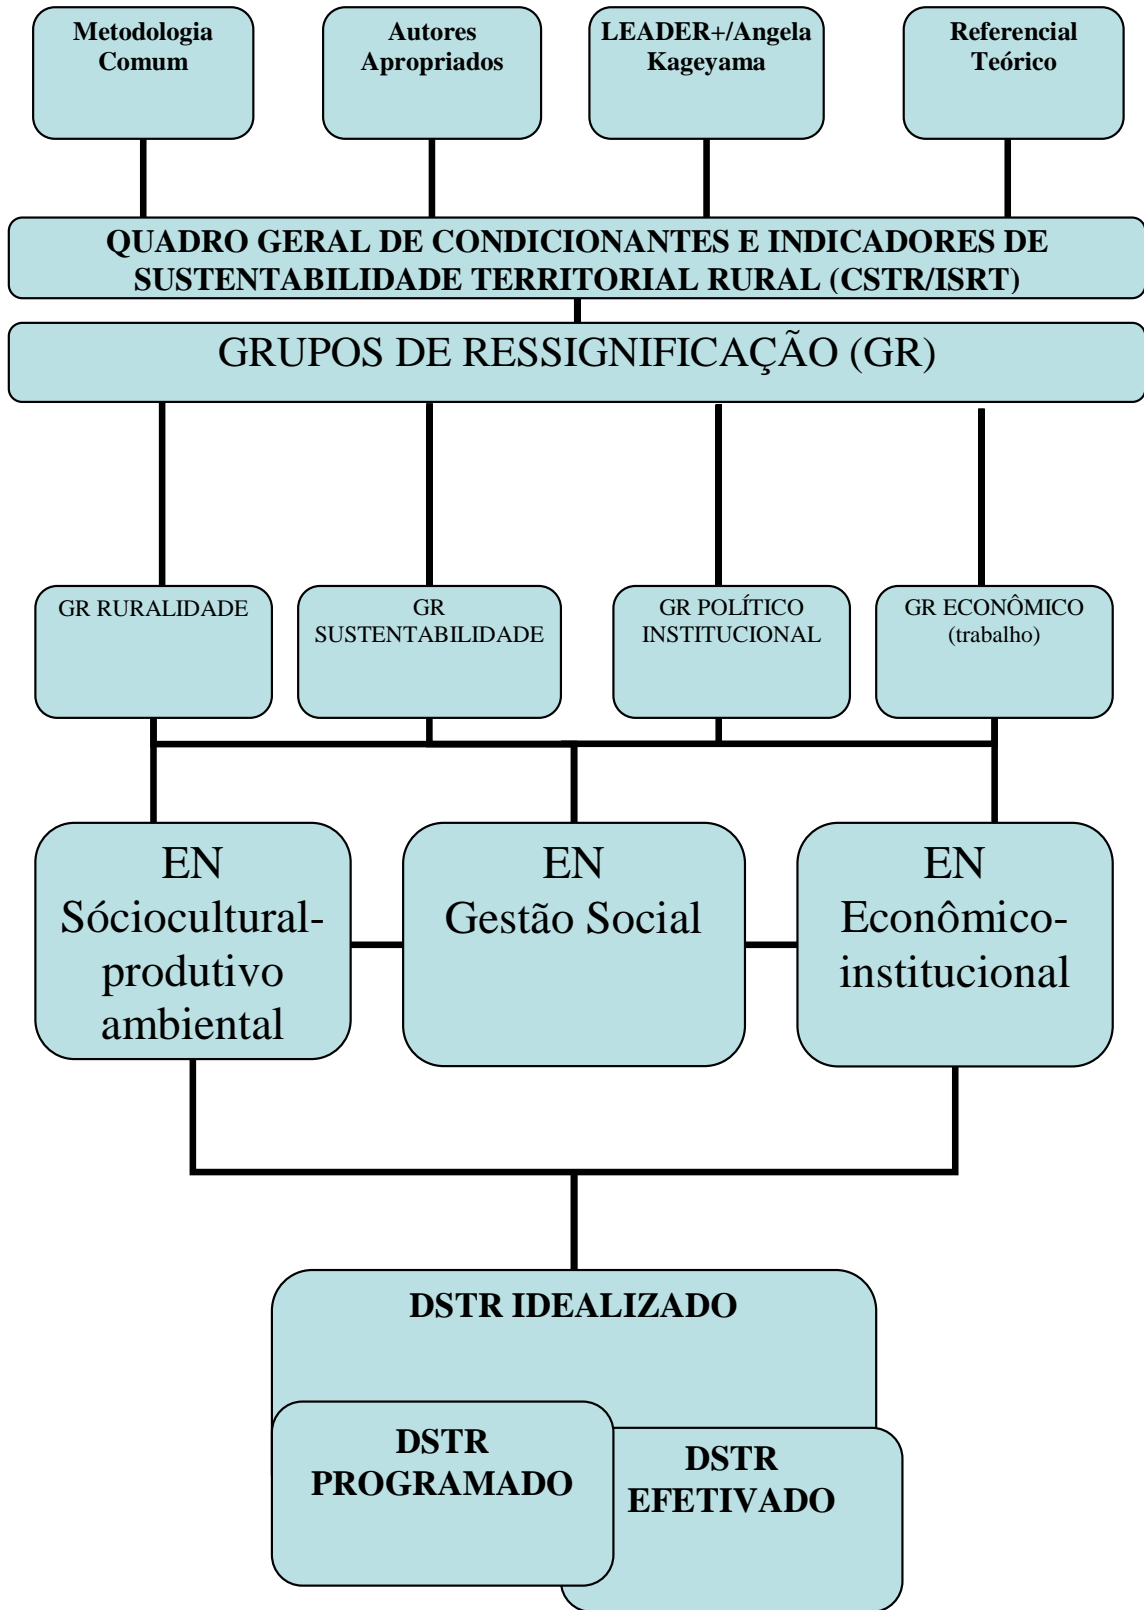 Metodologia
Comum
Autores
Apropriados
LEADER+/Angela
Kageyama
Referencial
Teórico
QUADRO GERAL DE CONDICIONANTES E INDICADORES DE
SUSTENTABILIDADE TERRITORIAL RURAL (CSTR/ISRT)
GRUPOS DE RESSIGNIFICAÇÃO (GR)
GR RURALIDADE
GR
SUSTENTABILIDADE
GR POLÍTICO
INSTITUCIONAL
GR ECONÔMICO
(trabalho)
EN
Sóciocultural-
produtivo
ambiental
EN
Gestão Social
EN
Econômico-
institucional
DSTR IDEALIZADO
DSTR
PROGRAMADO
DSTR
EFETIVADO